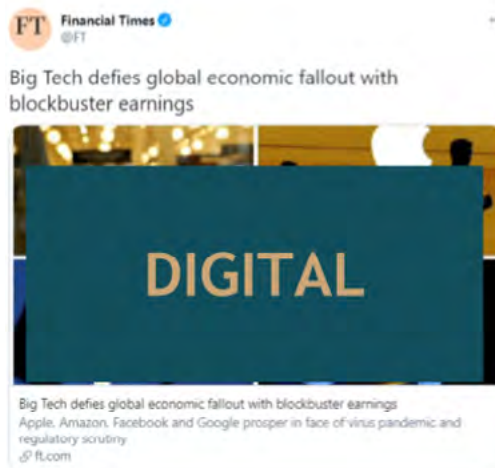 FT Financial Times
@FT
Big Tech defies global economic fallout with
blockbuster earnings
DIGITAL
Big Tech defies global economic fallout with blockbuster earnings
Apple, Amazon, Facebook and Google prosper in face of virus pandemic and
regulatory scrutiny
ft.com